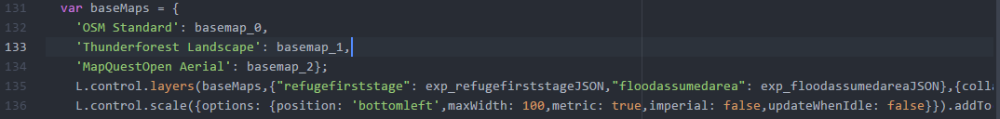 131 var baseMaps = {
132 'OSM Standard': basemap_0,
133 'Thunderforest Landscape': basemap_1,
134 'MapQuestOpen Aerial': basemap_2};
135 L.control.layers(baseMaps,{"refugefirststage": exp_refugefirststageJSON,"floodassumedarea": exp_floodassumedareaJSON},{colla
136 L.control.scale({options: {position: 'bottomleft',maxWidth: 100,metric: true,imperial: false,updateWhenIdle: false}}).addTo